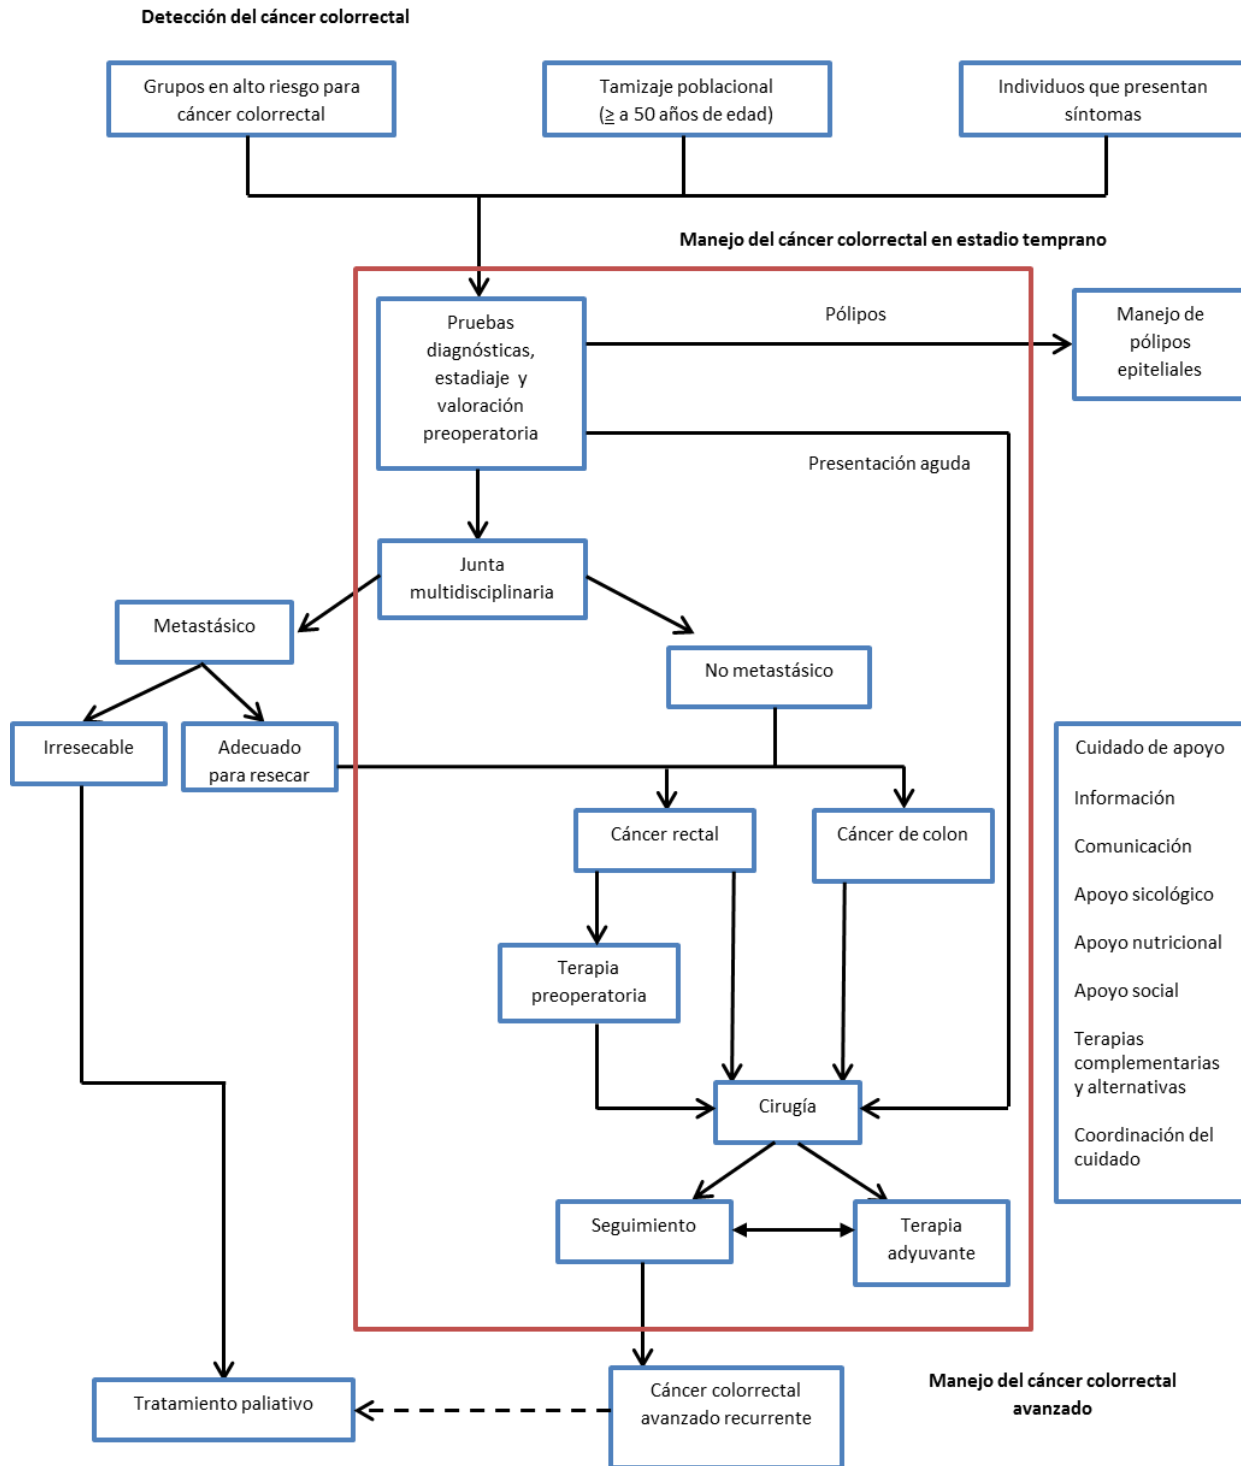 Detección del cáncer colorrectal
Grupos en alto riesgo para
cáncer colorrectal
Tamizaje poblacional
(≥ a 50 años de edad)
Individuos que presentan
síntomas
Manejo del cáncer colorrectal en estadio temprano
Pruebas
diagnósticas,
estadiaje y
valoración
preoperatoria
Pólipos
Manejo de
pólipos
epiteliales
Presentación aguda
Junta
multidisciplinaria
Metastásico
No metastásico
Irresecable
Adecuado
para resecar
Cáncer rectal
Cáncer de colon
Terapia
preoperatoria
Cirugía
Seguimiento
Terapia
adyuvante
Cuidado de apoyo
Información
Comunicación
Apoyo sicológico
Apoyo nutricional
Apoyo social
Terapias
complementarias
y alternativas
Coordinación del
cuidado
Tratamiento paliativo
Cáncer colorrectal
avanzado recurrente
Manejo del cáncer colorrectal
avanzado